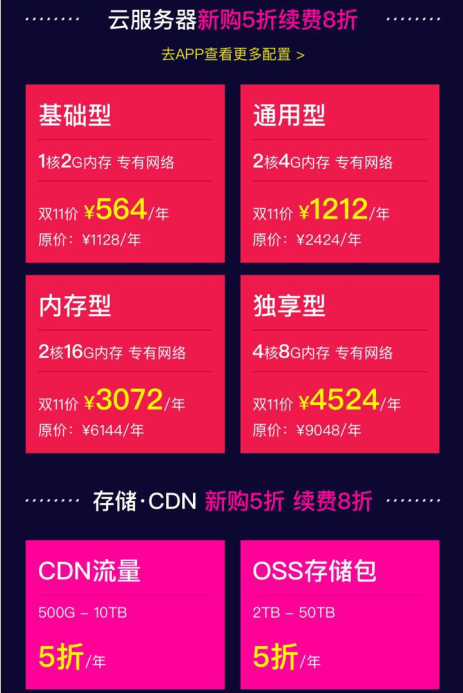 云服务器新购5折续费8折
去APP查看更多配置 >
基础型
1核2G内存 专有网络
双11价 ¥564/年
原价：¥1128/年
通用型
2核4G内存 专有网络
双11价 ¥1212/年
原价：¥2424/年
内存型
2核16G内存 专有网络
双11价 ¥3072/年
原价：¥6144/年
独享型
4核8G内存 专有网络
双11价 ¥4524/年
原价：¥9048/年
存储·CDN 新购5折 续费8折
CDN流量
500G – 10TB
5折/年
OSS存储包
2TB – 50TB
5折/年